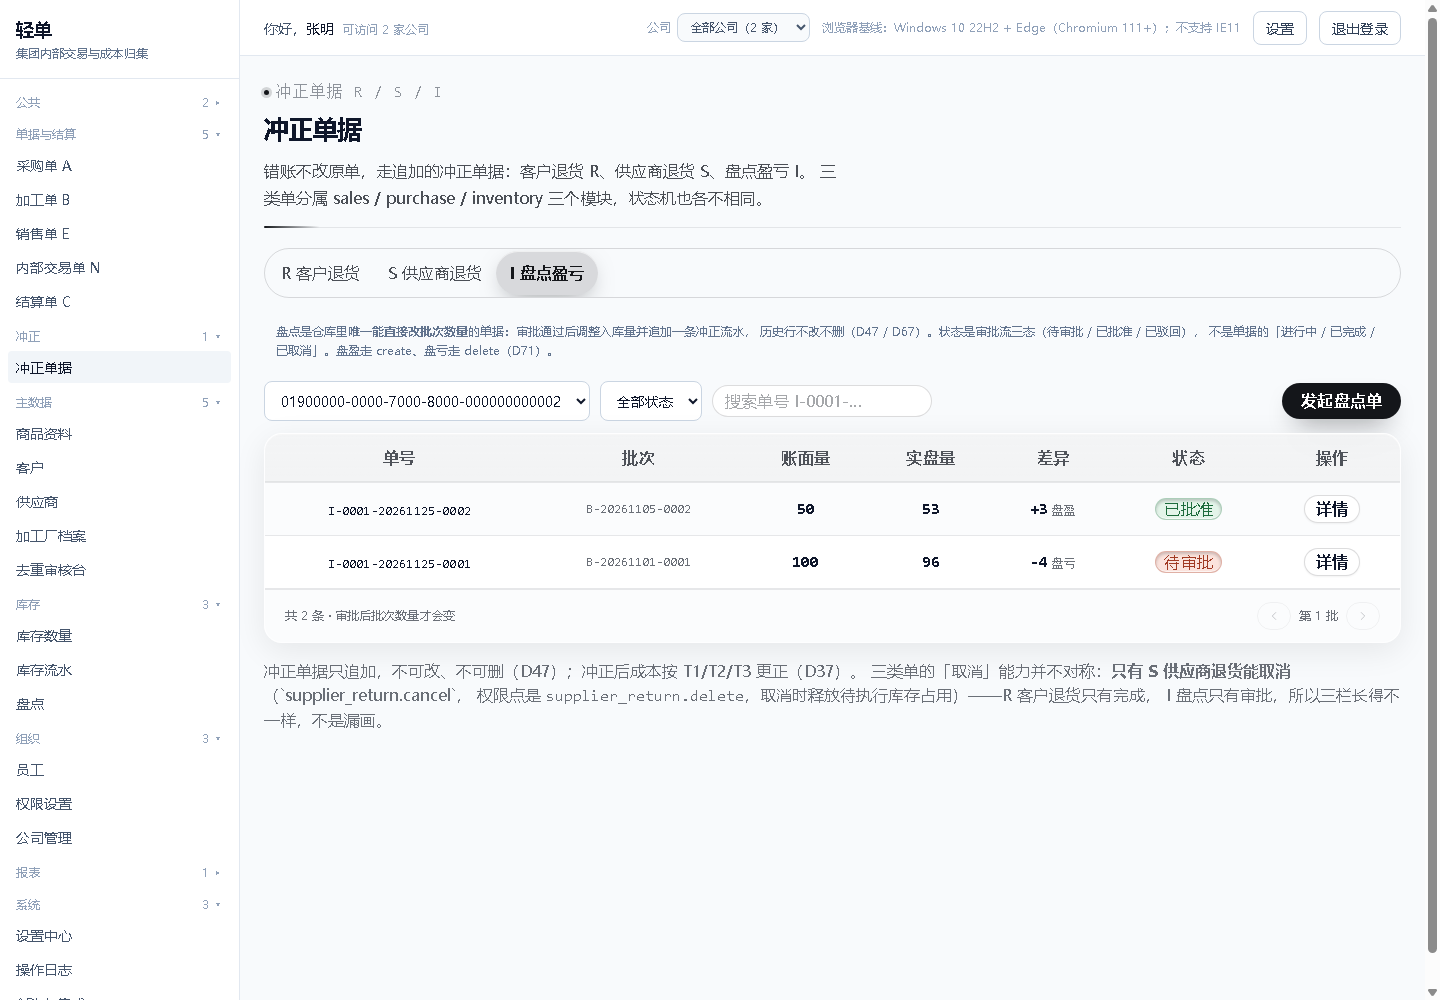 轻单
集团内部交易与成本归集
公共 2
单据与结算 5
采购单 A
加工单 B
销售单 E
内部交易单 N
结算单 C
冲正 1
冲正单据
主数据 5
商品资料
客户
供应商
加工厂档案
去重审核台
库存 3
库存数量
库存流水
盘点
组织 3
员工
权限设置
公司管理
报表 1
系统 3
设置中心
操作日志
你好，张明 可访问 2 家公司
公司 全部公司（2 家） 浏览器基线：Windows 10 22H2 + Edge（Chromium 111+）；不支持 IE11 设置 退出登录
冲正单据 R / S / I
冲正单据
错账不改原单，走追加的冲正单据：客户退货 R、供应商退货 S、盘点盈亏 I。 三
类单分属 sales / purchase / inventory 三个模块，状态机也各不相同。
R 客户退货 S 供应商退货 I 盘点盈亏
盘点是仓库里唯一能直接改批次数量的单据：审批通过后调整入库量并追加一条冲正流水， 历史行不改不删（D47 / D67）。状态是审批流三态（待审批 / 已批准 / 已驳回）， 不是单据的「进行中 / 已完成 /
已取消」。盘盈走 create、盘亏走 delete（D71）。
01900000-0000-7000-8000-000000000002 全部状态 搜索单号 I-0001-... 发起盘点单
单号 批次 账面量 实盘量 差异 状态 操作
I-0001-20261125-0002 B-20261105-0002 50 53 +3 盘盈 已批准 详情
I-0001-20261125-0001 B-20261101-0001 100 96 -4 盘亏 待审批 详情
共 2 条 · 审批后批次数量才会变 第 1 批
冲正单据只追加，不可改、不可删（D47）；冲正后成本按 T1/T2/T3 更正（D37）。 三类单的「取消」能力并不对称：只有 S 供应商退货能取消
（`supplier_return.cancel`， 权限点是 supplier_return.delete，取消时释放待执行库存占用）——R 客户退货只有完成， I 盘点只有审批，所以三栏长得不
一样，不是漏画。